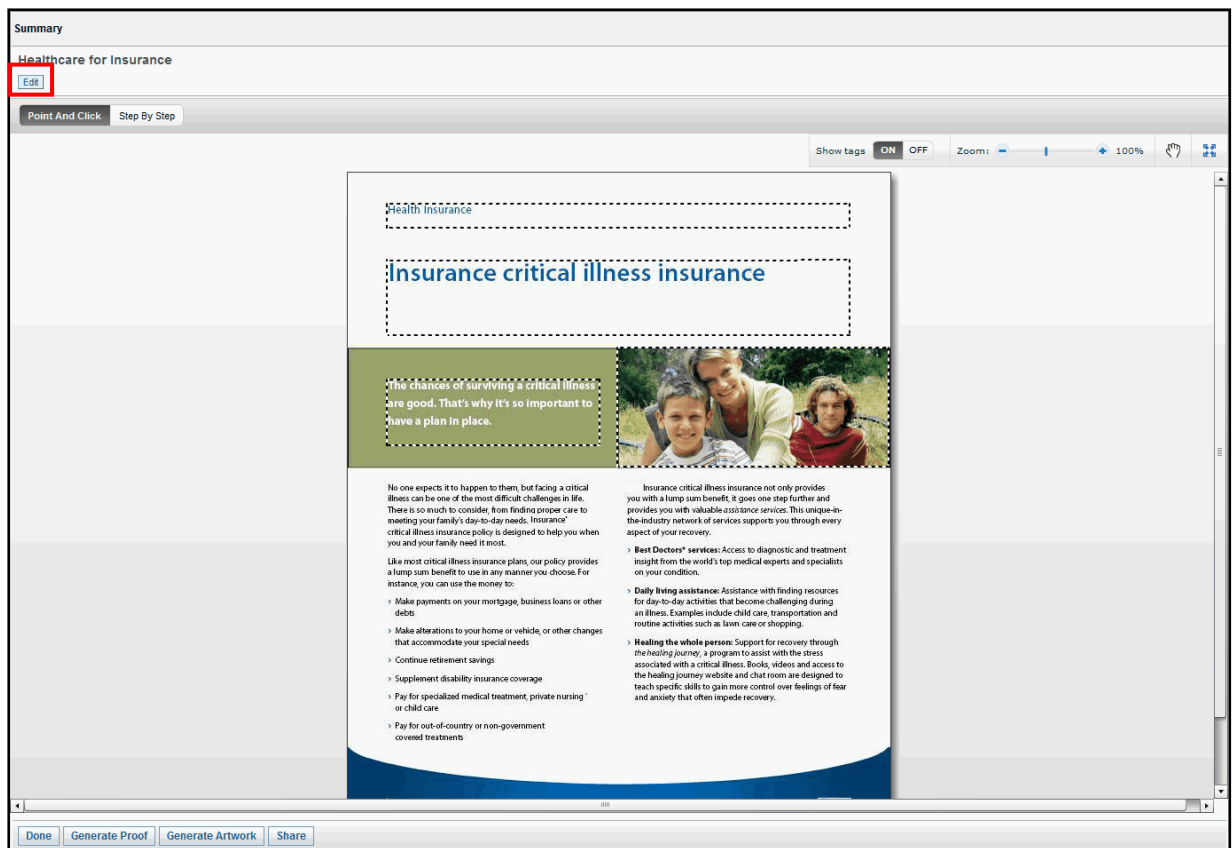 Summary
Healthcare for Insurance
Edit
Point And Click Step By Step
Show tags ON OFF Zoom: 100%
Health Insurance
Insurance critical illness insurance
The chances of surviving a critical illness
are good. That's why it's so important to
have a plan in place.
No one expects it to happen to them, but facing a critical
illness can be one of the most difficult challenges in life.
There is so much to consider, from finding proper care to
meeting your family's day-to-day needs. Insurance'
critical illness insurance policy is designed to help you when
you and your family need it most.
Like most critical illness insurance plans, our policy provides
a lump sum benefit to use in any manner you choose. For
instance, you can use the money to:
› Make payments on your mortgage, business loans or other
debts
› Make alterations to your home or vehicle, or other changes
that accommodate your special needs
› Continue retirement savings
› Supplement disability insurance coverage
› Pay for specialized medical treatment, private nursing
or child care
› Pay for out-of-country or non-government
covered treatments
Insurance critical illness insurance not only provides
you with a lump sum benefit, it goes one step further and
provides you with valuable assistance services. This unique-in-
the-industry network of services supports you through every
aspect of your recovery.
› Best Doctors® services: Access to diagnostic and treatment
insight from the world's top medical experts and specialists
on your condition.
› Daily living assistance: Assistance with finding resources
for day-to-day activities that become challenging during
an illness. Examples include child care, transportation and
routine activities such as lawn care or shopping.
› Healing the whole person: Support for recovery through
the healing journey, a program to assist with the stress
associated with a critical illness. Books, videos and access to
the healing journey website and chat room are designed to
teach specific skills to gain more control over feelings of fear
and anxiety that often impede recovery.
Done Generate Proof Generate Artwork Share